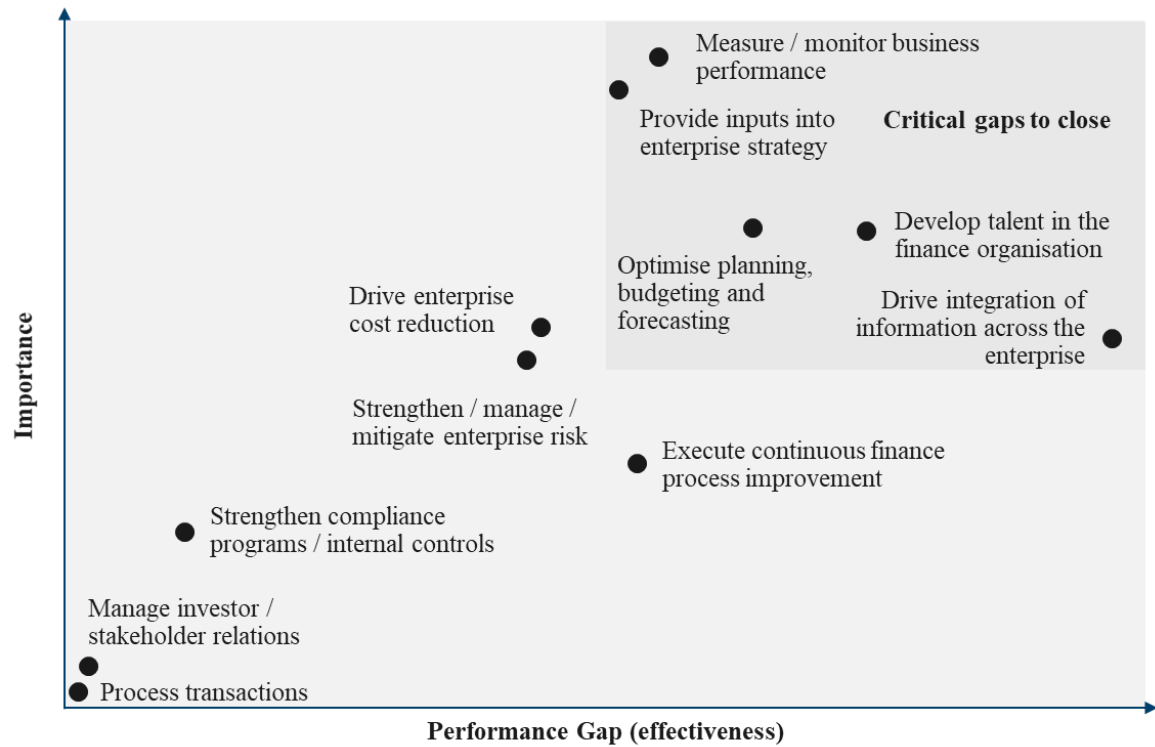 Measure / monitor business
performance
Provide inputs into
enterprise strategy
Critical gaps to close
Develop talent in the
finance organisation
Optimise planning,
budgeting and
forecasting
Drive integration of
information across the
enterprise
Drive enterprise
cost reduction
Strengthen / manage /
mitigate enterprise risk
Execute continuous finance
process improvement
Strengthen compliance
programs / internal controls
Manage investor /
stakeholder relations
Process transactions
Importance
Performance Gap (effectiveness)